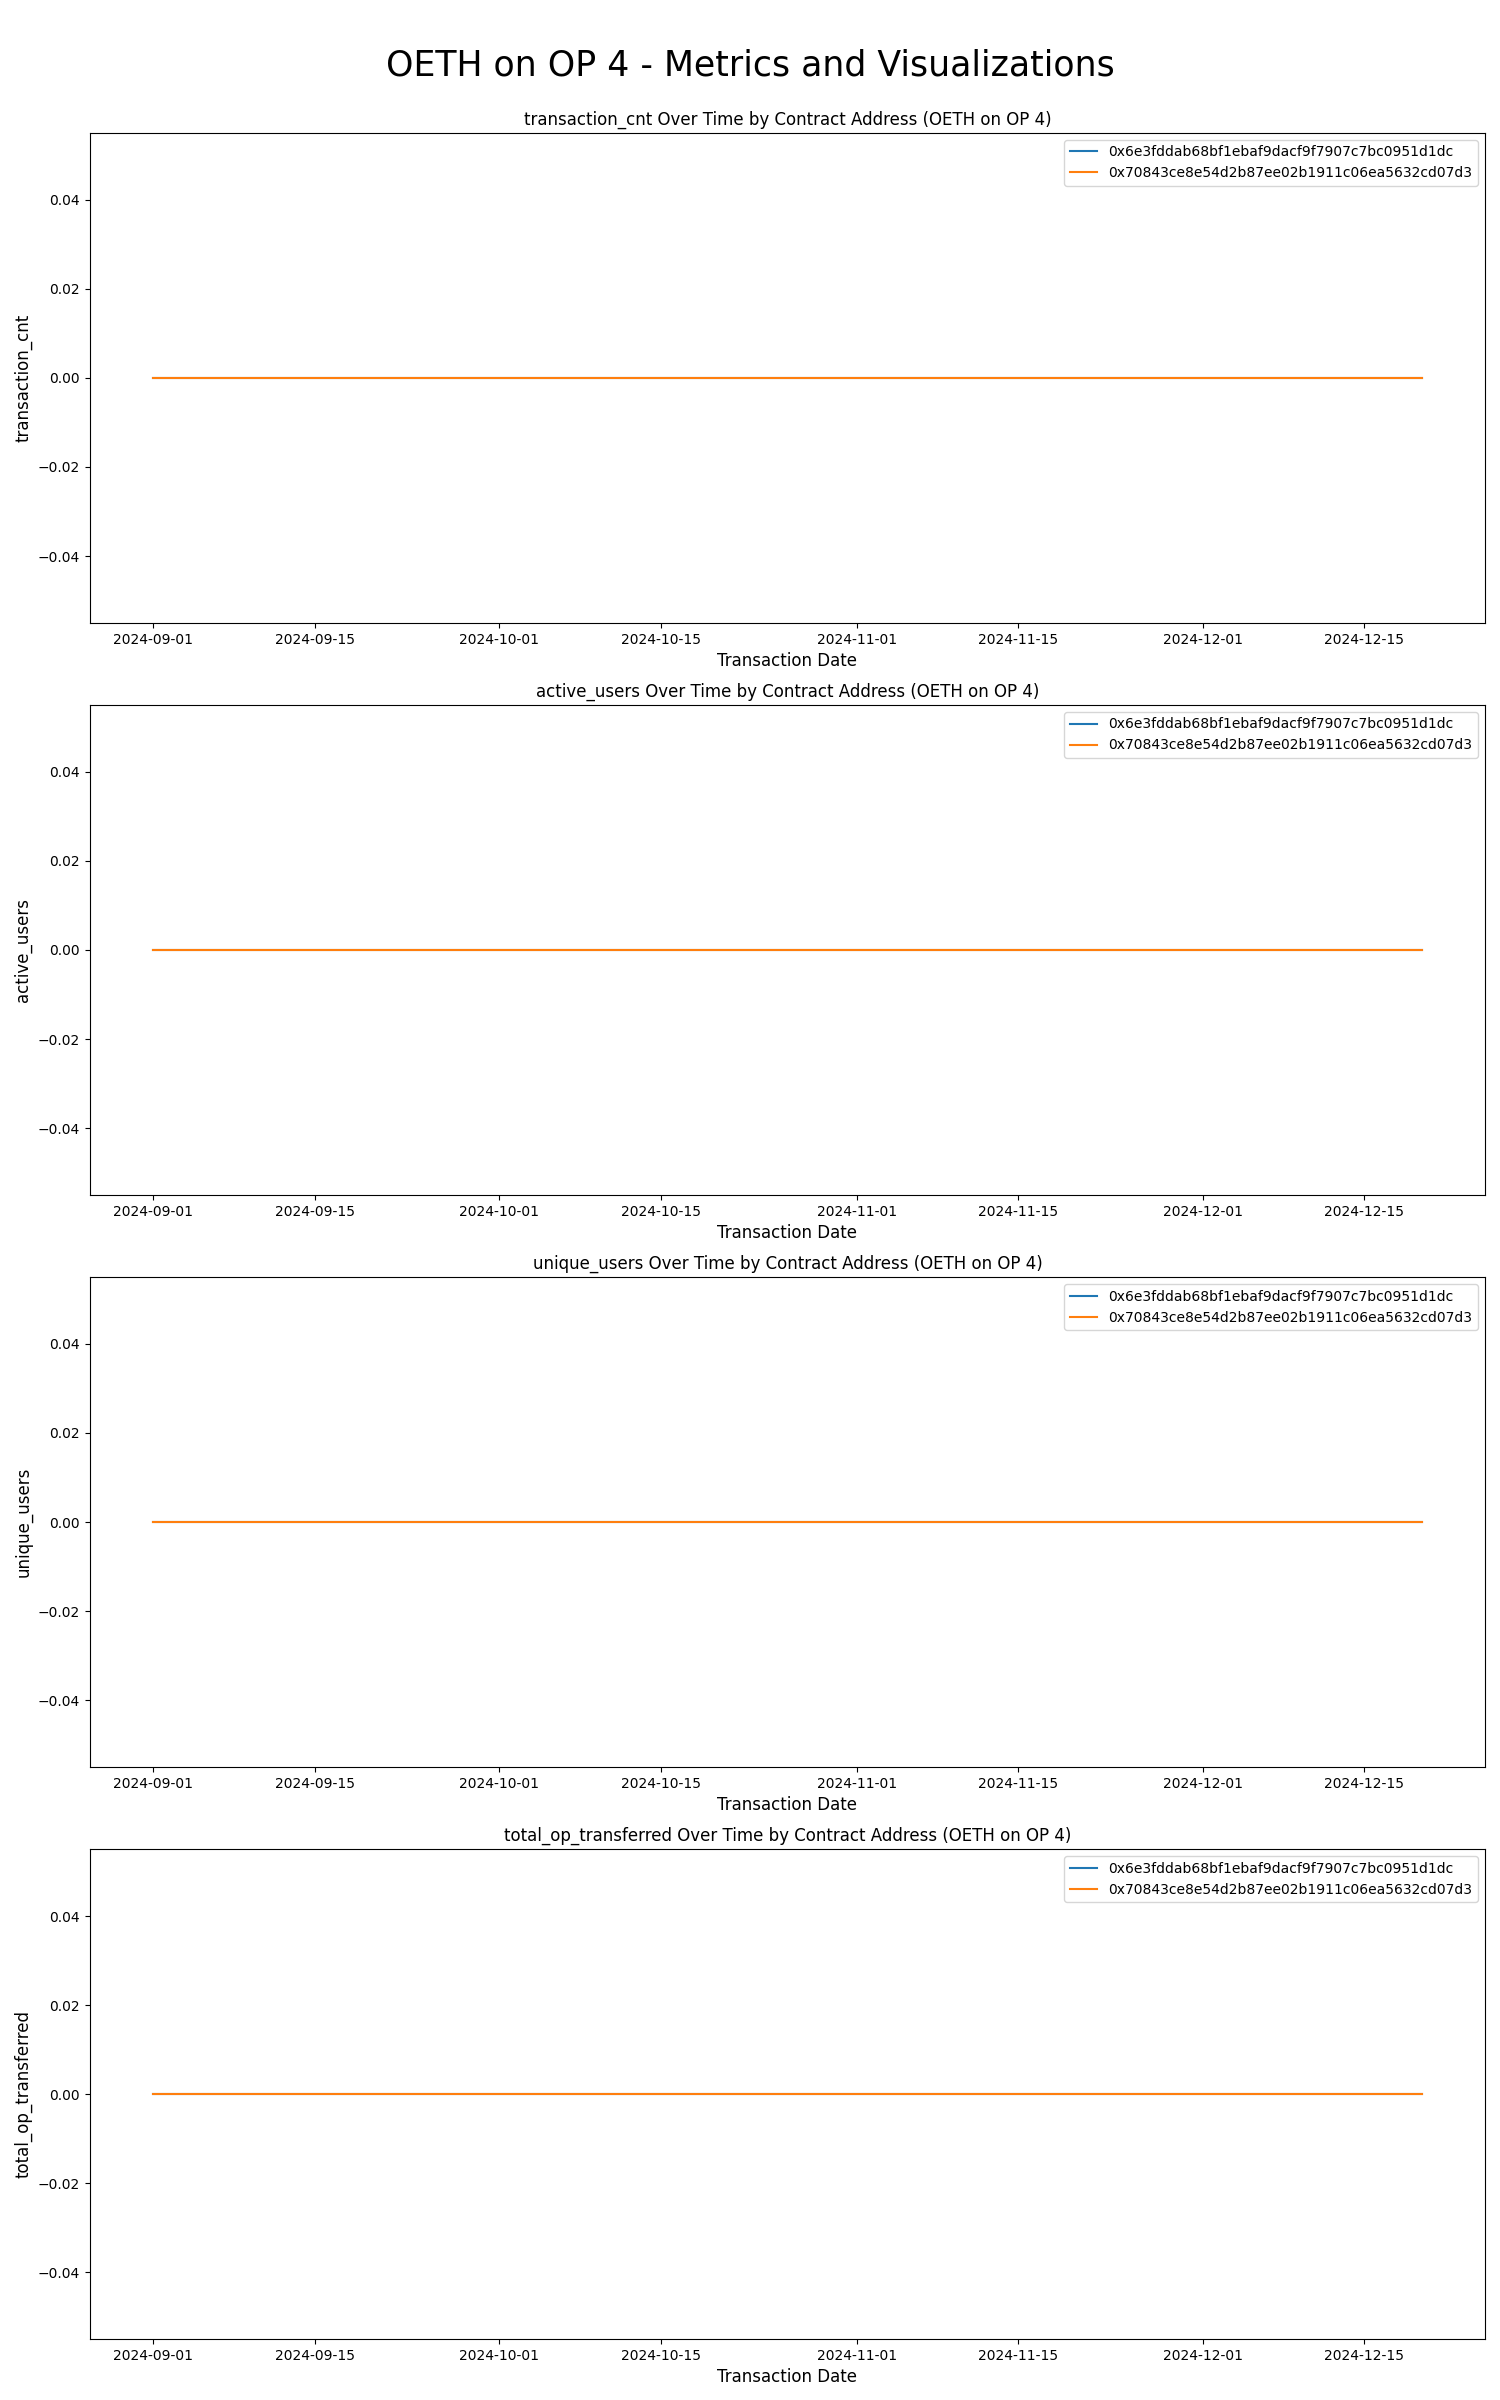 OETH on OP 4 - Metrics and Visualizations
transaction_cnt Over Time by Contract Address (OETH on OP 4)
0x6e3fddab68bf1ebaf9dacf9f7907c7bc0951d1dc
0x70843ce8e54d2b87ee02b1911c06ea5632cd07d3
transaction_cnt
0.04
0.02
0.00
−0.02
−0.04
2024-09-01 2024-09-15 2024-10-01 2024-10-15 2024-11-01 2024-11-15 2024-12-01 2024-12-15
Transaction Date
active_users Over Time by Contract Address (OETH on OP 4)
0x6e3fddab68bf1ebaf9dacf9f7907c7bc0951d1dc
0x70843ce8e54d2b87ee02b1911c06ea5632cd07d3
active_users
0.04
0.02
0.00
−0.02
−0.04
2024-09-01 2024-09-15 2024-10-01 2024-10-15 2024-11-01 2024-11-15 2024-12-01 2024-12-15
Transaction Date
unique_users Over Time by Contract Address (OETH on OP 4)
0x6e3fddab68bf1ebaf9dacf9f7907c7bc0951d1dc
0x70843ce8e54d2b87ee02b1911c06ea5632cd07d3
unique_users
0.04
0.02
0.00
−0.02
−0.04
2024-09-01 2024-09-15 2024-10-01 2024-10-15 2024-11-01 2024-11-15 2024-12-01 2024-12-15
Transaction Date
total_op_transferred Over Time by Contract Address (OETH on OP 4)
0x6e3fddab68bf1ebaf9dacf9f7907c7bc0951d1dc
0x70843ce8e54d2b87ee02b1911c06ea5632cd07d3
total_op_transferred
0.04
0.02
0.00
−0.02
−0.04
2024-09-01 2024-09-15 2024-10-01 2024-10-15 2024-11-01 2024-11-15 2024-12-01 2024-12-15
Transaction Date